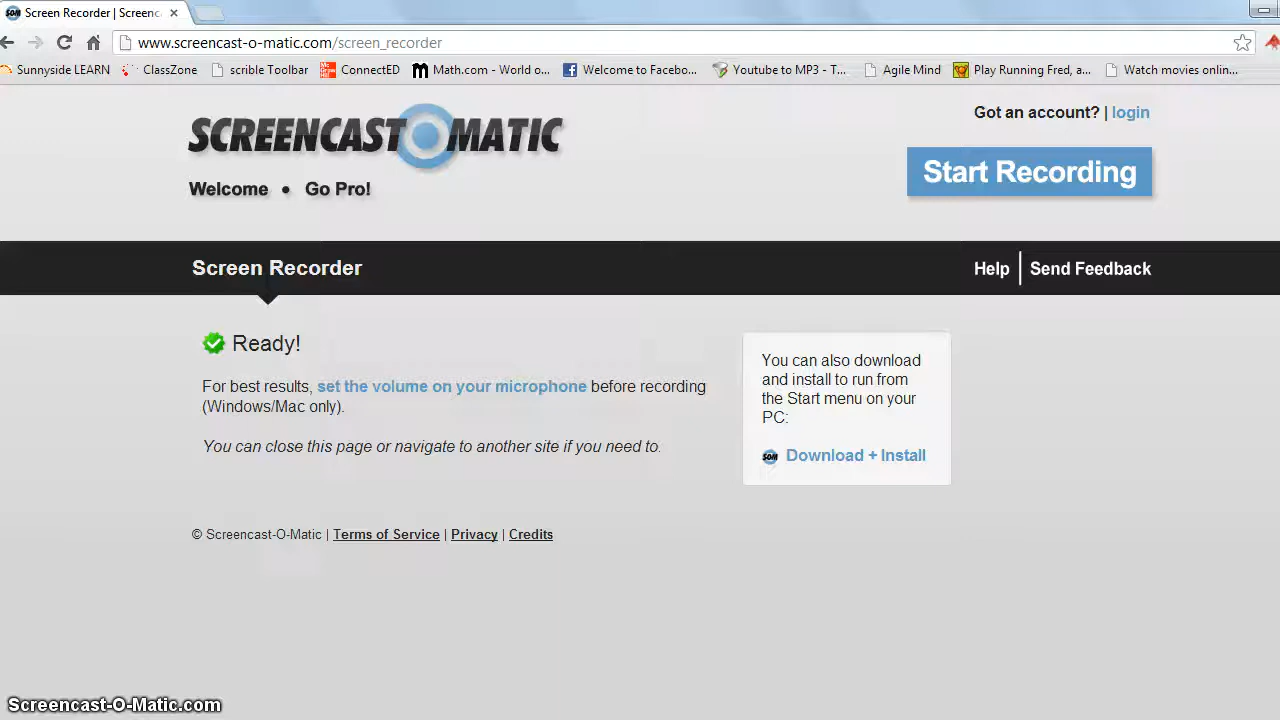 Screen Recorder | Screenc
www.screencast-o-matic.com/screen_recorder
Sunnyside LEARN ClassZone scrible Toolbar ConnectED Math.com - World o... Welcome to Facebo... Youtube to MP3 - T... Agile Mind Play Running Fred, a... Watch movies onlin...
SCREENCAST O MATIC
Got an account? | login
Start Recording
Welcome • Go Pro!
Screen Recorder
Help | Send Feedback
Ready!
For best results, set the volume on your microphone before recording
(Windows/Mac only).
You can close this page or navigate to another site if you need to.
You can also download
and install to run from
the Start menu on your
PC:
SOM Download + Install
© Screencast-O-Matic | Terms of Service | Privacy | Credits
Screencast-O-Matic.com